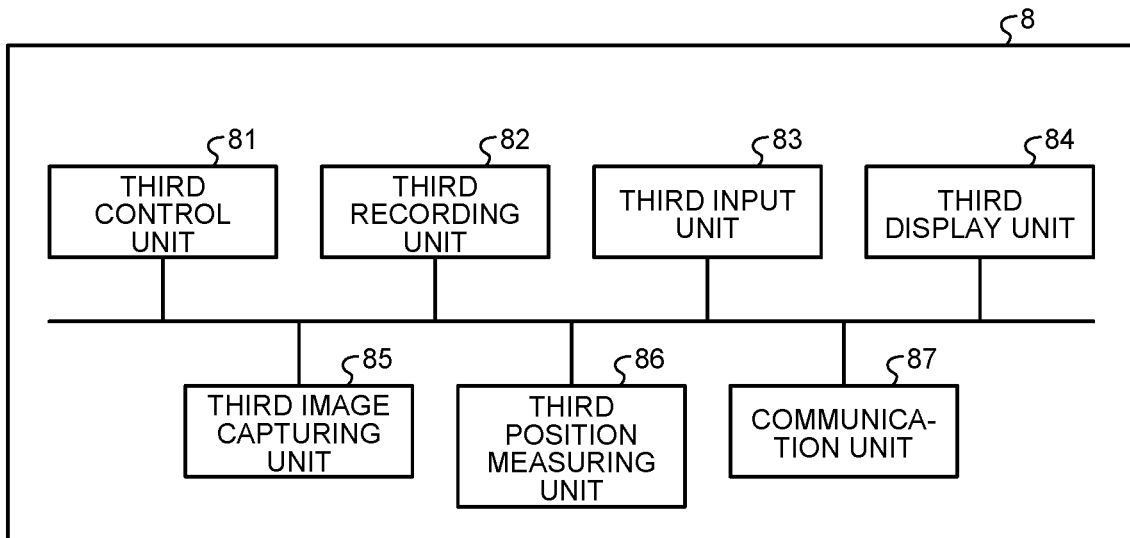 8
81
THIRD
CONTROL
UNIT
82
THIRD
RECORDING
UNIT
83
THIRD INPUT
UNIT
84
THIRD
DISPLAY UNIT
85
THIRD IMAGE
CAPTURING
UNIT
86
THIRD
POSITION
MEASURING
UNIT
87
COMMUNICA-
TION UNIT